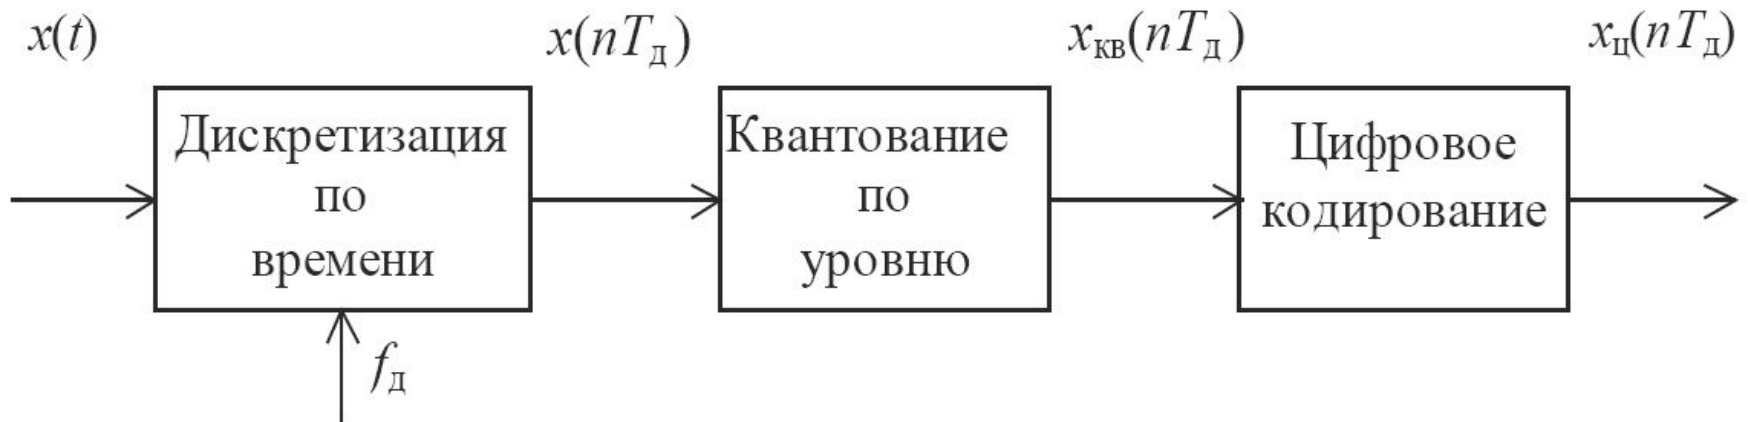 x(t)
x(nTд)
xкв(nTд)
xц(nTд)
Дискретизация
по
времени
Квантование
по
уровню
Цифровое
кодирование
fд